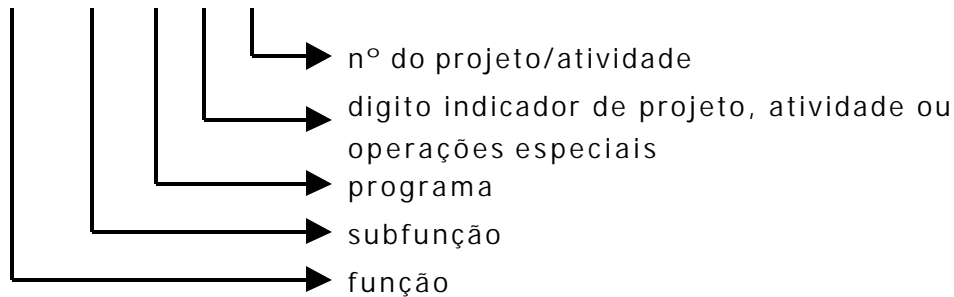 nº do projeto/atividade
digito indicador de projeto, atividade ou
operações especiais
programa
subfunção
função